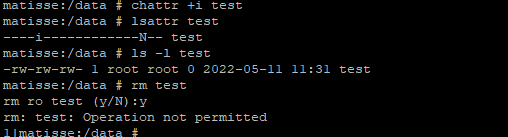 matisse:/data # chattr +i test
matisse:/data # lsattr test
----i------------N-- test
matisse:/data # ls -l test
-rw-rw-rw- 1 root root 0 2022-05-11 11:31 test
matisse:/data # rm test
rm ro test (y/N):y
rm: test: Operation not permitted
1|matisse:/data #